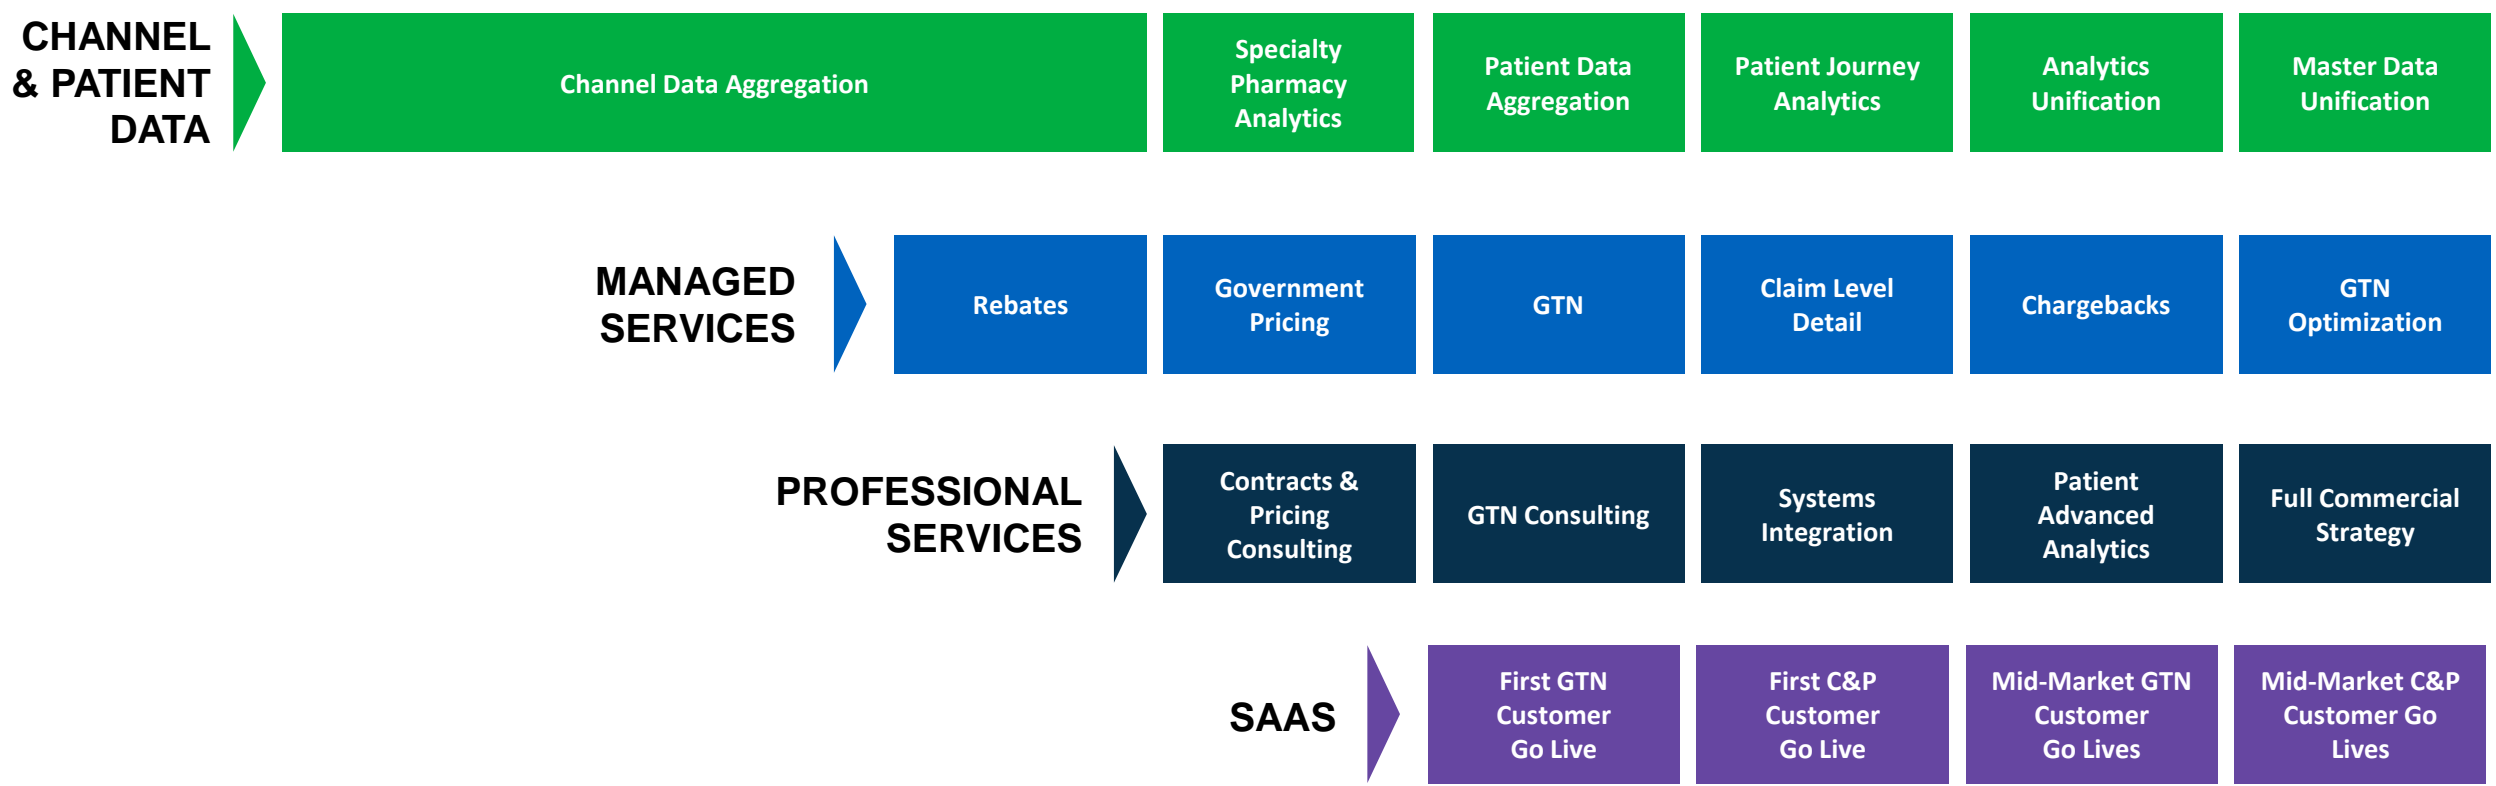 CHANNEL
& PATIENT
DATA
Channel Data Aggregation
Specialty
Pharmacy
Analytics
Patient Data
Aggregation
Patient Journey
Analytics
Analytics
Unification
Master Data
Unification
MANAGED
SERVICES
Rebates
Government
Pricing
GTN
Claim Level
Detail
Chargebacks
GTN
Optimization
PROFESSIONAL
SERVICES
Contracts &
Pricing
Consulting
GTN Consulting
Systems
Integration
Patient
Advanced
Analytics
Full Commercial
Strategy
SAAS
First GTN
Customer
Go Live
First C&P
Customer
Go Live
Mid-Market GTN
Customer
Go Lives
Mid-Market C&P
Customer Go
Lives